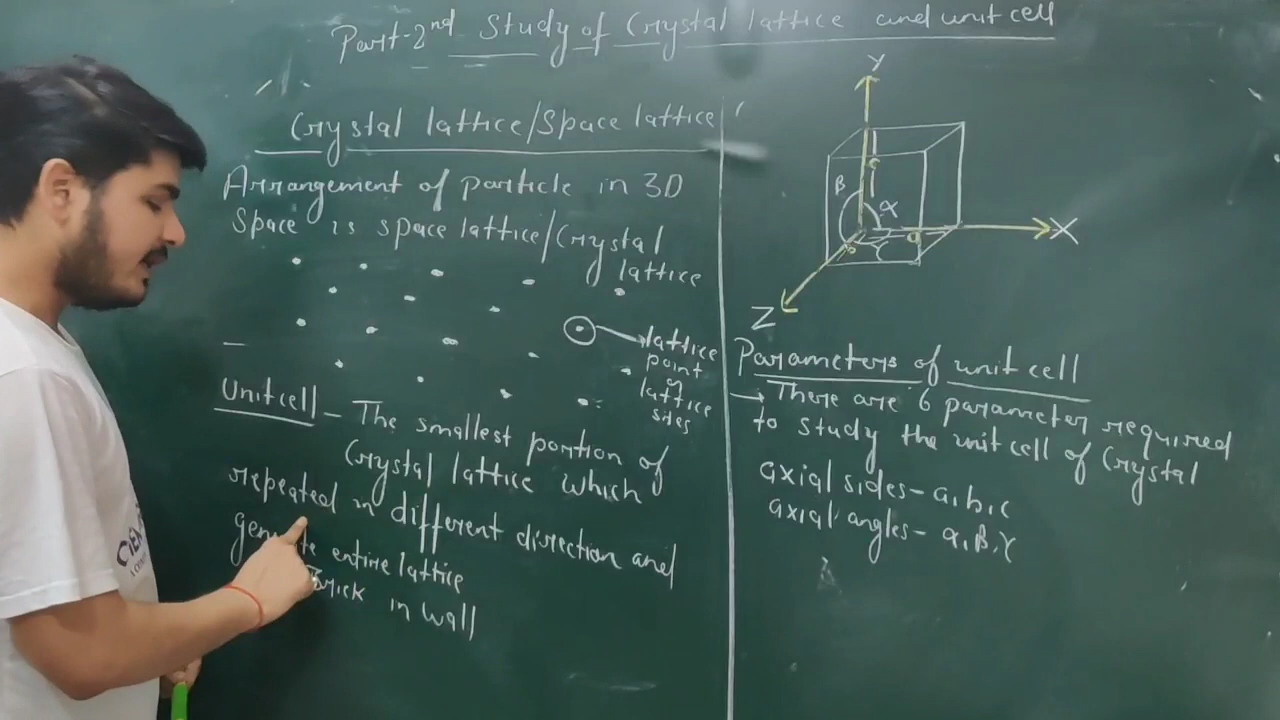 Part-2nd Study of Crystal lattice and unit cell
Crystal lattice/Space lattice
Arrangement of particle in 3D
Space is space lattice/Crystal
lattice
lattice
point
or
lattice
sites
Unit cell - The smallest portion of
Crystal lattice which
repeated in different direction and
entire lattice
Brick in wall
Y
β
α
c
a
b
X
Z
Parameters of unit cell
→ There are 6 parameter required
to study the unit cell of Crystal
axial sides - a, b, c
axial angles - α, β, γ